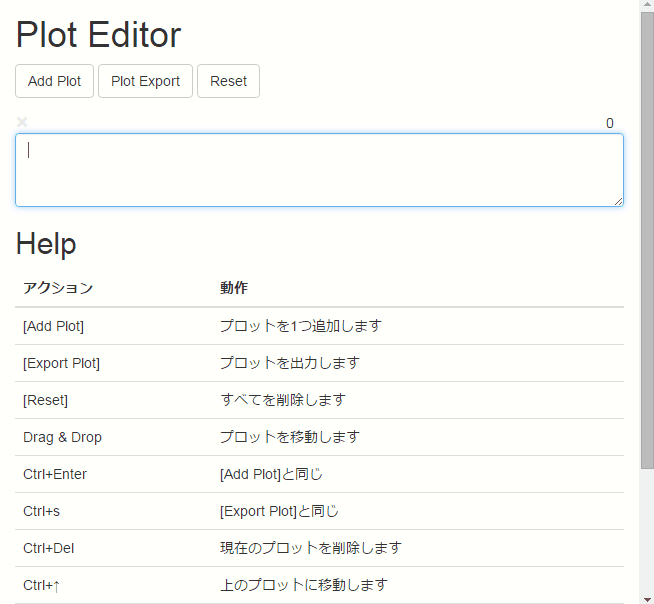 Plot Editor
Add Plot Plot Export Reset
× 0
Help
アクション 動作
[Add Plot] プロットを1つ追加します
[Export Plot] プロットを出力します
[Reset] すべてを削除します
Drag & Drop プロットを移動します
Ctrl+Enter [Add Plot]と同じ
Ctrl+s [Export Plot]と同じ
Ctrl+Del 現在のプロットを削除します
Ctrl+↑ 上のプロットに移動します